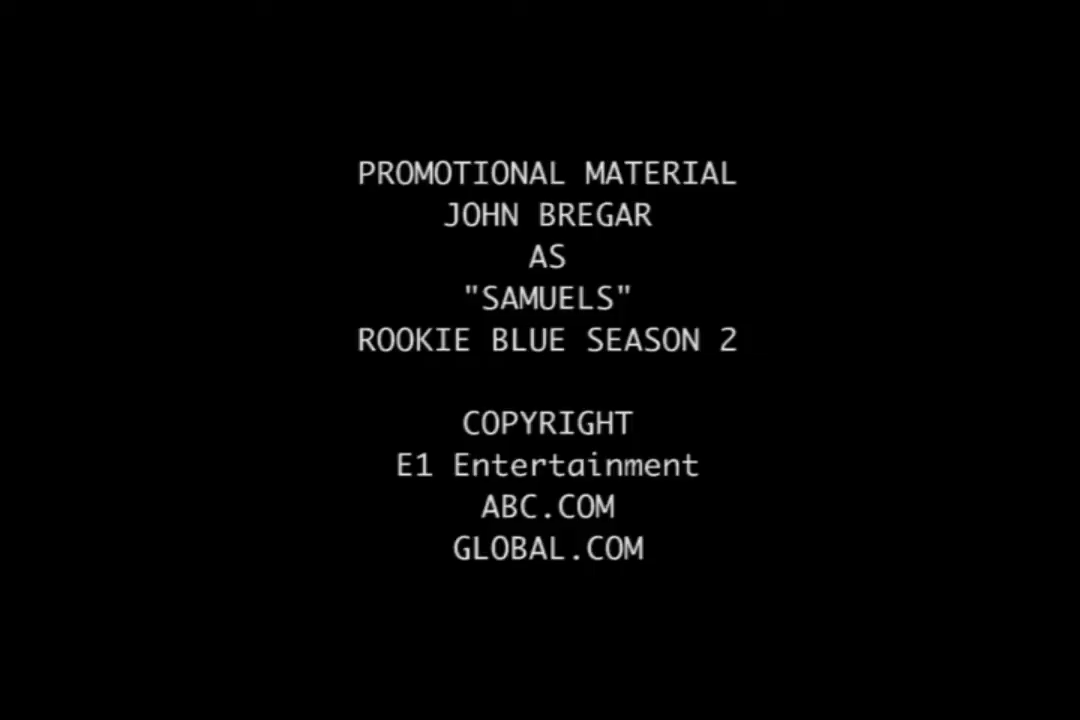 PROMOTIONAL MATERIAL
JOHN BREGAR
AS
"SAMUELS"
ROOKIE BLUE SEASON 2
COPYRIGHT
E1 Entertainment
ABC.COM
GLOBAL.COM